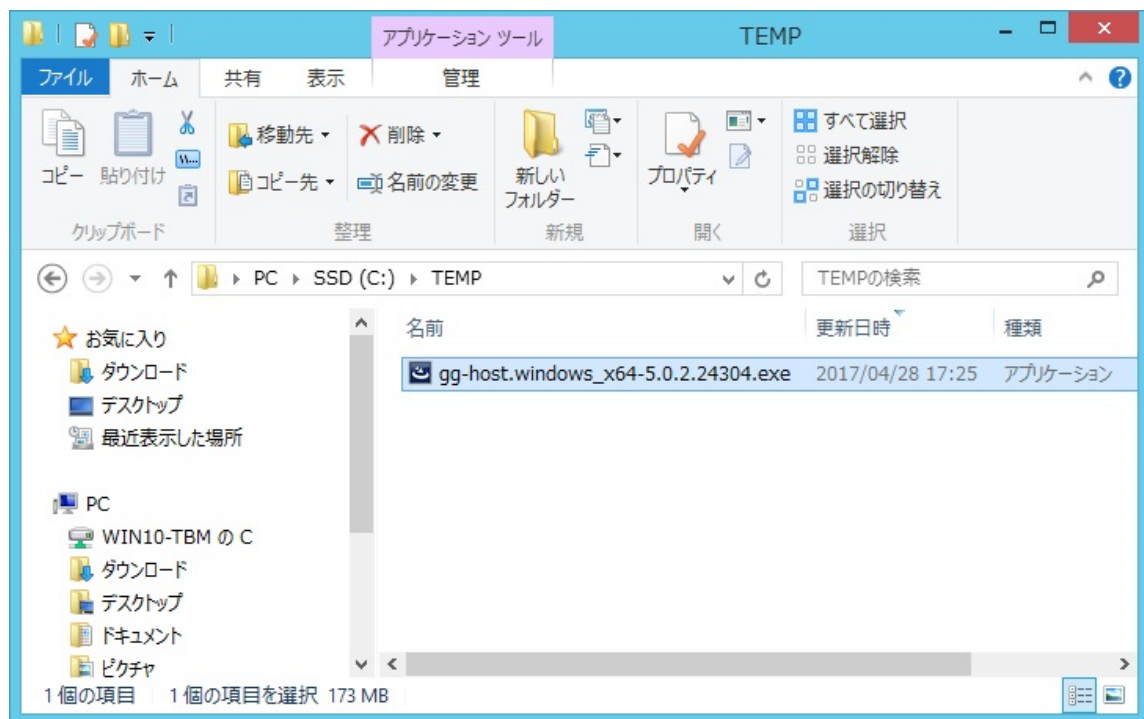 アプリケーション ツール
TEMP
ファイル ホーム 共有 表示 管理
コピー
貼り付け
移動先
コピー先
削除
名前の変更
新しい
フォルダー
プロパティ
すべて選択
選択解除
選択の切り替え
クリップボード 整理 新規 開く 選択
PC SSD (C:) TEMP
TEMPの検索
お気に入り
ダウンロード
デスクトップ
最近表示した場所
PC
WIN10-TBM の C
ダウンロード
デスクトップ
ドキュメント
ピクチャ
名前 更新日時 種類
gg-host.windows_x64-5.0.2.24304.exe 2017/04/28 17:25 アプリケーション
1 個の項目 1 個の項目を選択 173 MB